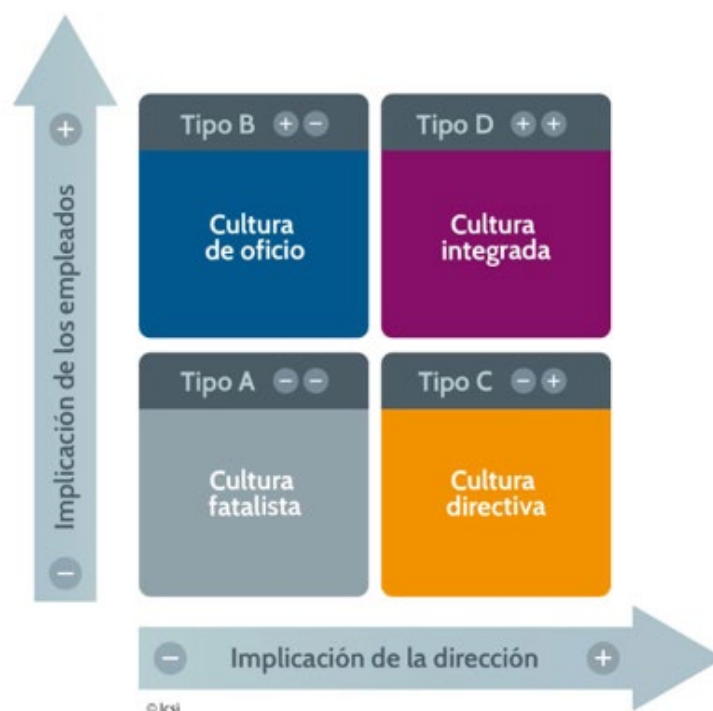 Implicación de los empleados
+
−
Tipo B + −
Cultura
de oficio
Tipo D + +
Cultura
integrada
Tipo A − −
Cultura
fatalista
Tipo C − +
Cultura
directiva
− Implicación de la dirección +
© Icsi